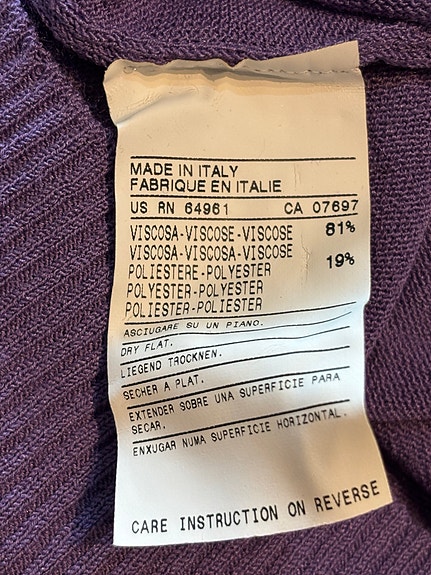 MADE IN ITALY
FABRIQUE EN ITALIE
US RN 64961 CA 07697
VISCOSA-VISCOSE-VISCOSE 81%
VISCOSA-VISCOSA-VISCOSE
POLIESTERE-POLYESTER 19%
POLYESTER-POLYESTER
POLIESTER-POLIESTER
ASCIUGARE SU UN PIANO.
DRY FLAT.
LIEGEND TROCKNEN.
SECHER A PLAT.
EXTENDER SOBRE UNA SUPERFICIE PARA
SECAR.
ENXUGAR NUMA SUPERFICIE HORIZONTAL.
CARE INSTRUCTION ON REVERSE